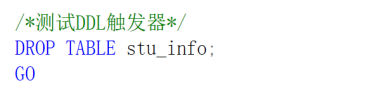 /*测试DDL触发器*/
DROP TABLE stu_info;
GO